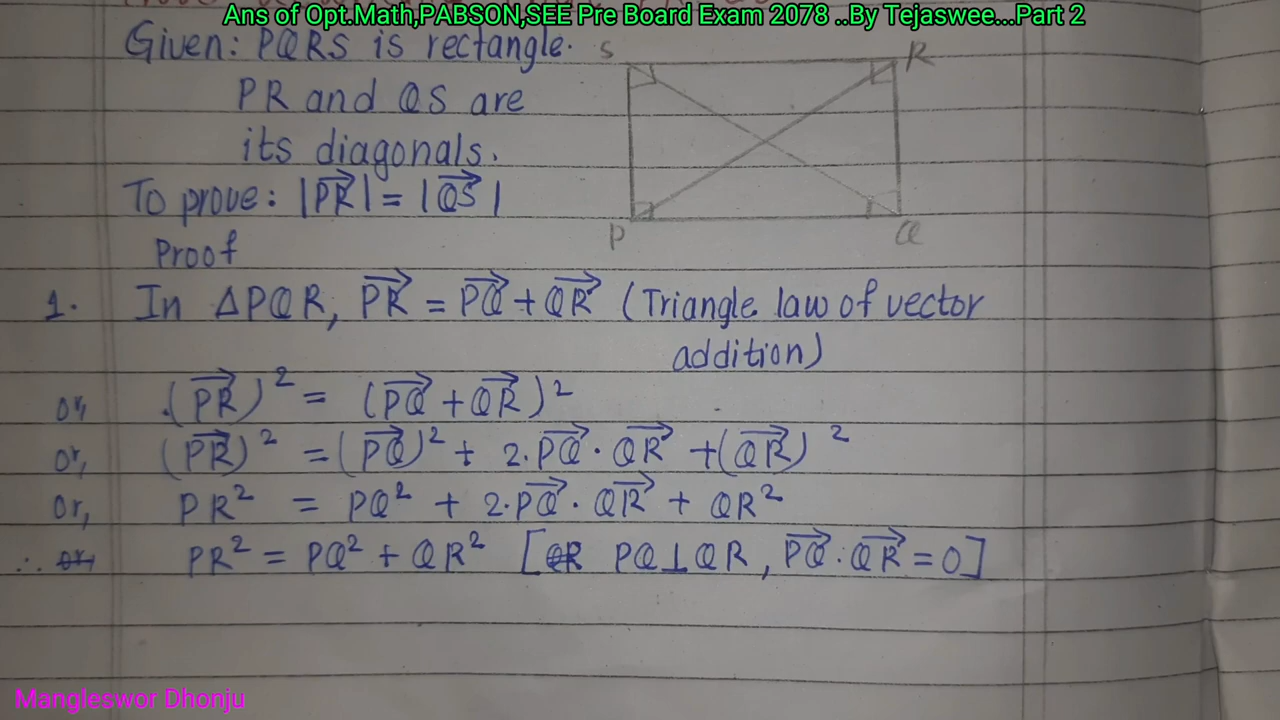 Ans of Opt.Math,PABSON,SEE Pre Board Exam 2078 ..By Tejaswee...Part 2
Given: PQRS is rectangle.
PR and QS are
its diagonals.
To prove: |PR⃗| = |QS⃗|
Proof
S R
P Q
1. In ΔPQR, PR⃗ = PQ⃗ + QR⃗ (Triangle law of vector
addition)
or, (PR⃗)² = (PQ⃗ + QR⃗)²
or, (PR⃗)² = (PQ⃗)² + 2.PQ⃗ · QR⃗ + (QR⃗)²
or, PR² = PQ² + 2.PQ⃗ · QR⃗ + QR²
∴ PR² = PQ² + QR² [PQ⊥QR, PQ⃗ · QR⃗ = 0]
Mangleswor Dhonju